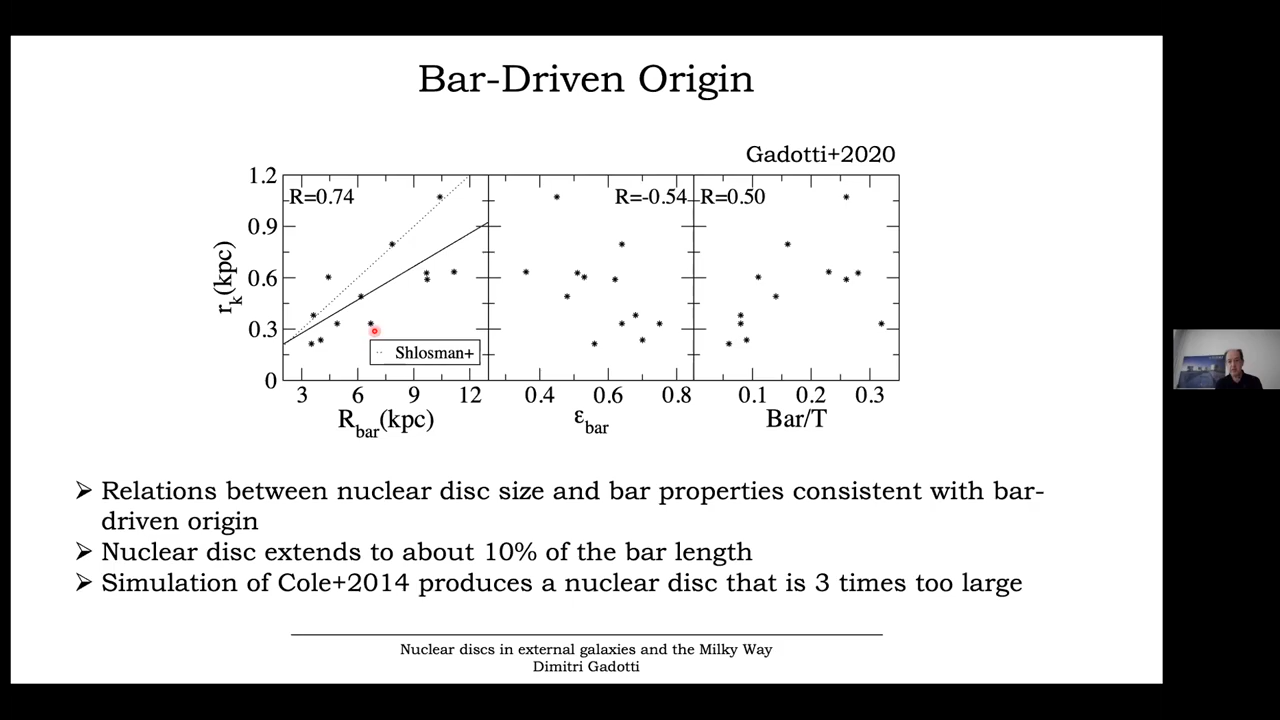 Bar-Driven Origin
Gadotti+2020
1.2
0.9
0.6
0.3
0
r_k(kpc)
R=0.74
R=-0.54
R=0.50
Shlosman+
3 6 9 12
0.4 0.6 0.8
0.1 0.2 0.3
R_bar(kpc)
ε_bar
Bar/T
➢ Relations between nuclear disc size and bar properties consistent with bar-
driven origin
➢ Nuclear disc extends to about 10% of the bar length
➢ Simulation of Cole+2014 produces a nuclear disc that is 3 times too large
Nuclear discs in external galaxies and the Milky Way
Dimitri Gadotti